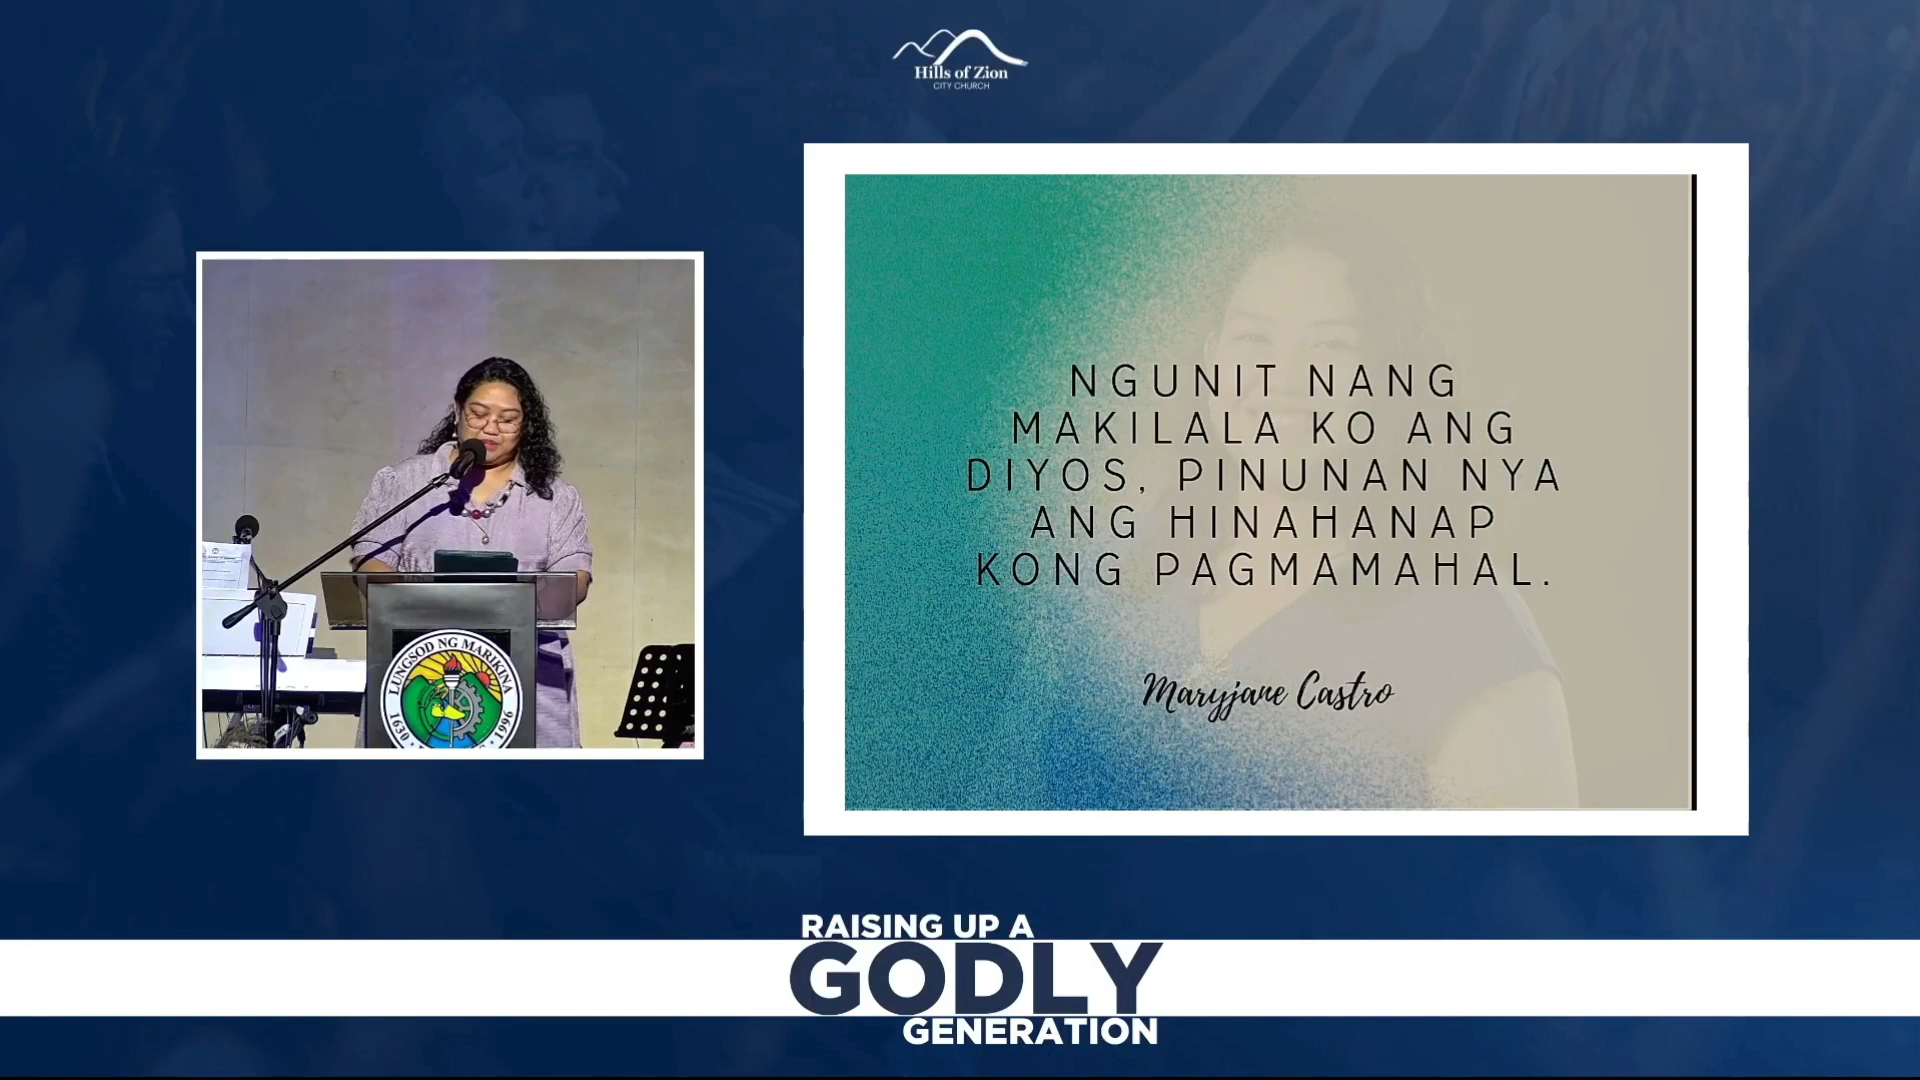 Hills of Zion
CITY CHURCH
NGUNIT NANG
MAKILALA KO ANG
DIYOS, PINUNAN NYA
ANG HINAHANAP
KONG PAGMAMAHAL.
Maryjane Castro
LUNGSOD NG MARIKINA
1630
1996
RAISING UP A
GODLY
GENERATION